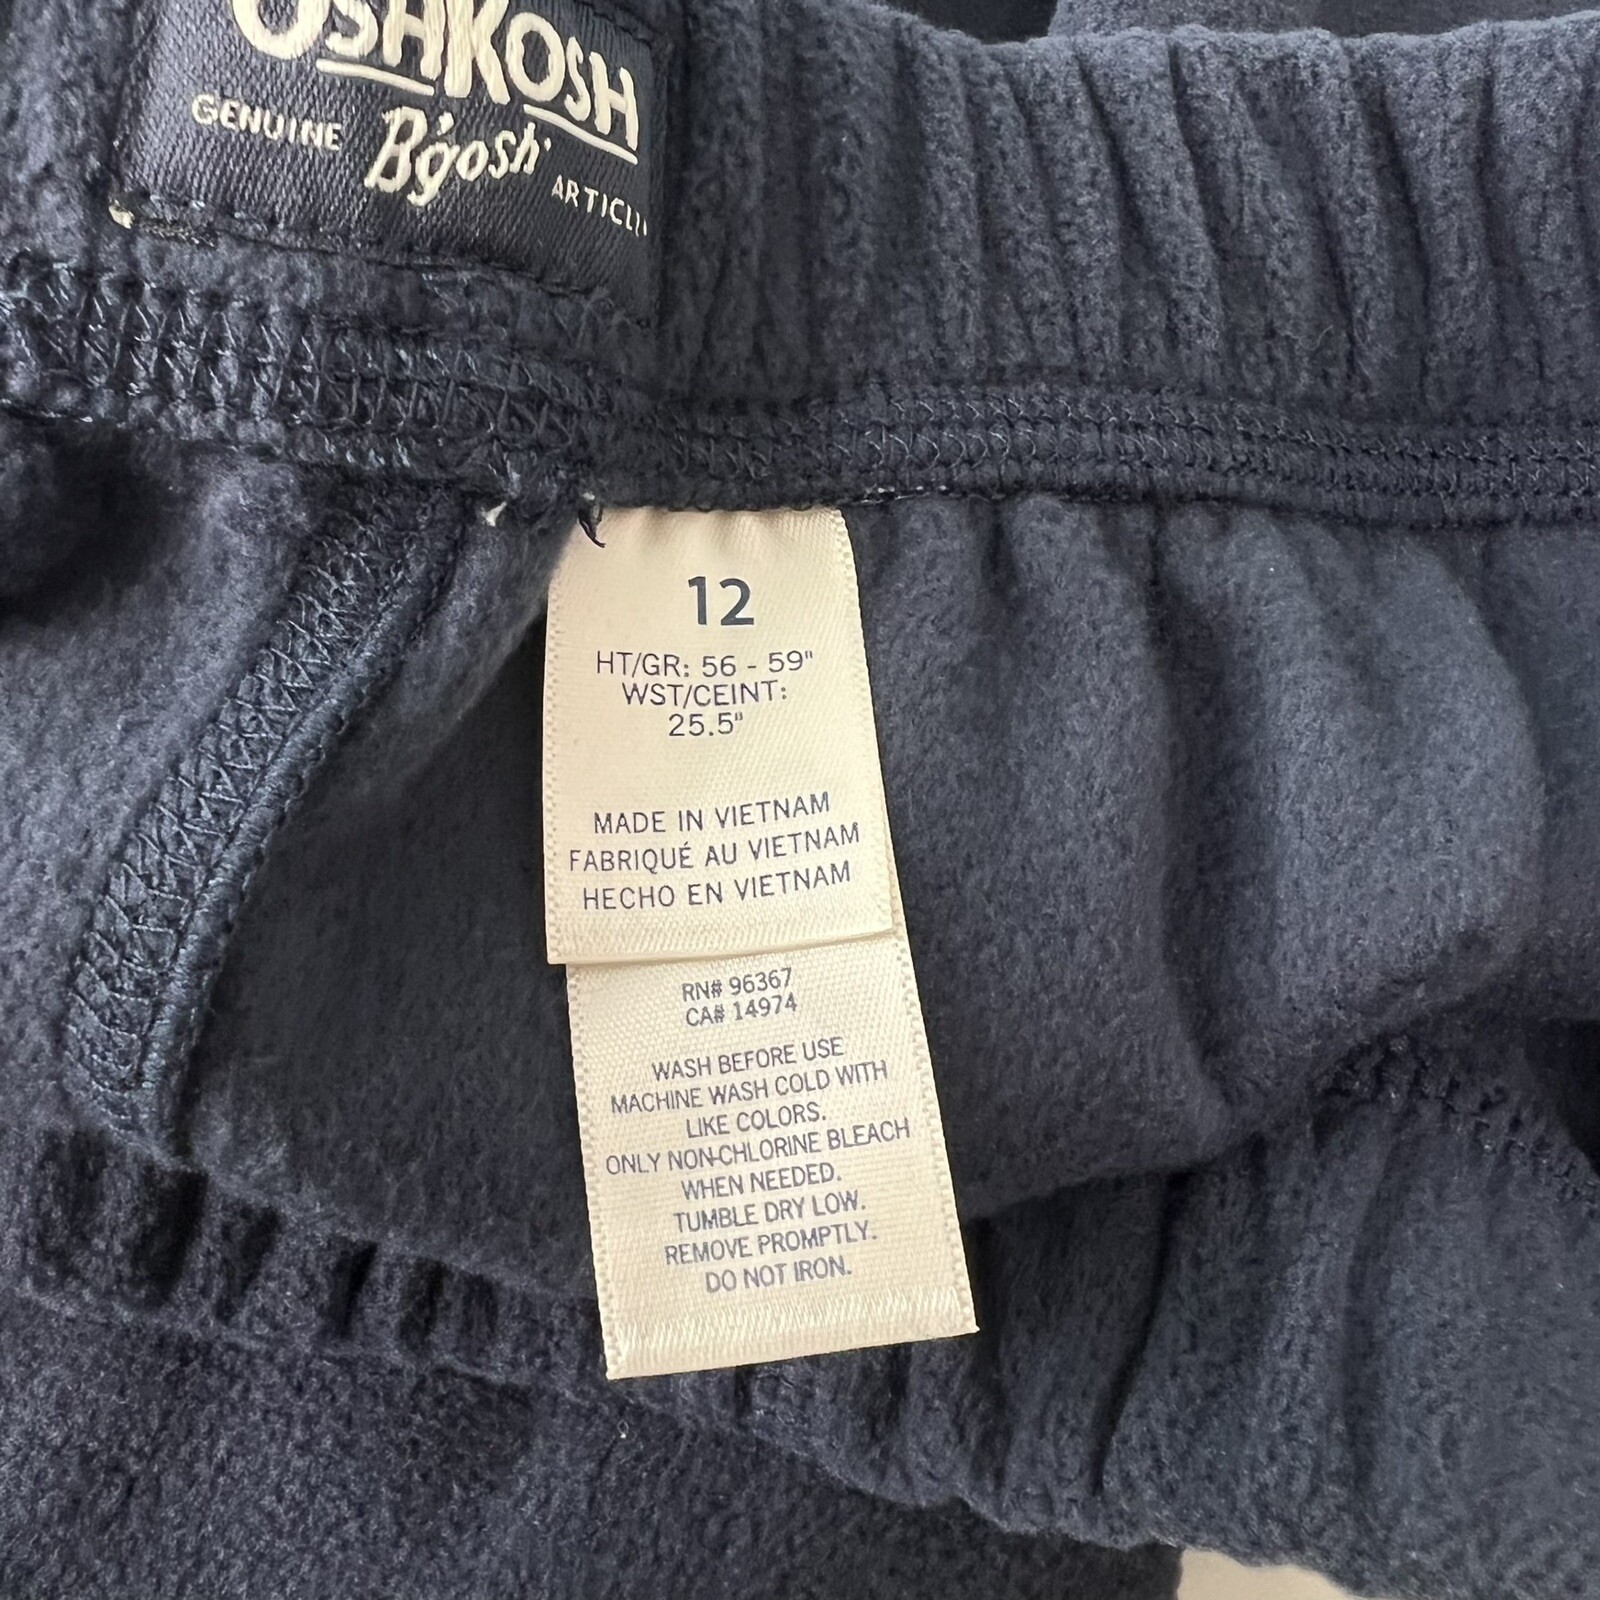 OSHKOSH
GENUINE B'gosh
12
HT/GR: 56 - 59"
WST/CEINT:
25.5"
MADE IN VIETNAM
FABRIQUÉ AU VIETNAM
HECHO EN VIETNAM
RN# 96367
CA# 14974
WASH BEFORE USE
MACHINE WASH COLD WITH
LIKE COLORS.
ONLY NON-CHLORINE BLEACH
WHEN NEEDED.
TUMBLE DRY LOW.
REMOVE PROMPTLY.
DO NOT IRON.